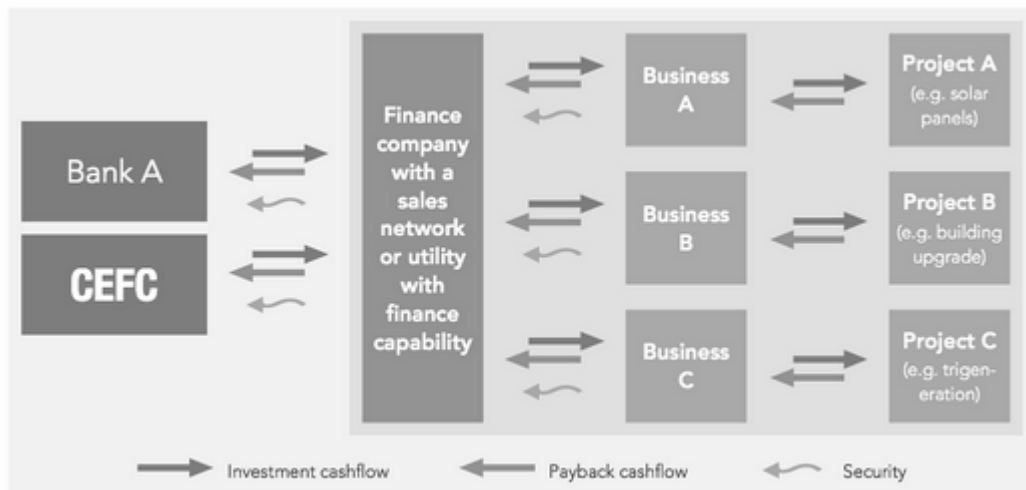 Bank A
CEFC
Finance
company
with a
sales
network
or utility
with
finance
capability
Business
A
Project A
(e.g. solar
panels)
Business
B
Project B
(e.g. building
upgrade)
Business
C
Project C
(e.g. trigen-
eration)
Investment cashflow
Payback cashflow
Security